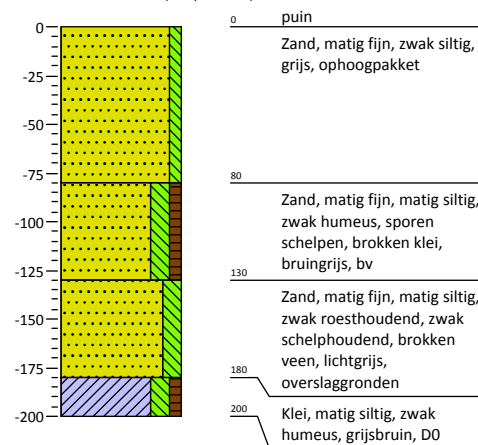 0
-25
-50
-75
-100
-125
-150
-175
-200
0
puin
Zand, matig fijn, zwak siltig,
grijs, ophoogpakket
80
Zand, matig fijn, matig siltig,
zwak humeus, sporen
schelpen, brokken klei,
bruingrijs, bv
130
Zand, matig fijn, matig siltig,
zwak roesthoudend, zwak
schelphoudend, brokken
veen, lichtgrijs,
overslaggronden
180
200
Klei, matig siltig, zwak
humeus, grijsbruin, D0